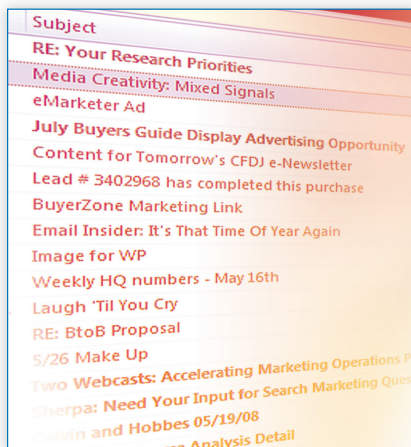 Subject
RE: Your Research Priorities
Media Creativity: Mixed Signals
eMarketer Ad
July Buyers Guide Display Advertising Opportunity
Content for Tomorrow's CFDJ e-Newsletter
Lead # 3402968 has completed this purchase
BuyerZone Marketing Link
Email Insider: It's That Time Of Year Again
Image for WP
Weekly HQ numbers - May 16th
Laugh 'Til You Cry
RE: BtoB Proposal
5/26 Make Up
Two Webcasts: Accelerating Marketing Operations
Sherpa: Need Your Input for Search Marketing
Calvin and Hobbes 05/19/08
Analysis Detail